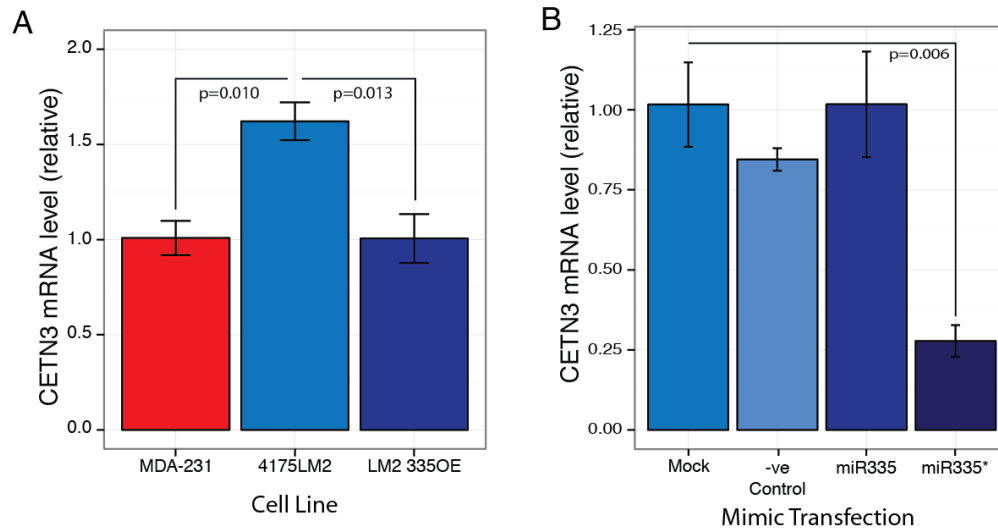 A
CETN3 mRNA level (relative)
2.0
1.5
1.0
0.5
0.0
p=0.010
p=0.013
MDA-231
4175LM2
LM2 335OE
Cell Line
B
CETN3 mRNA level (relative)
1.25
1.00
0.75
0.50
0.25
0.00
p=0.006
Mock
-ve
Control
miR335
miR335*
Mimic Transfection